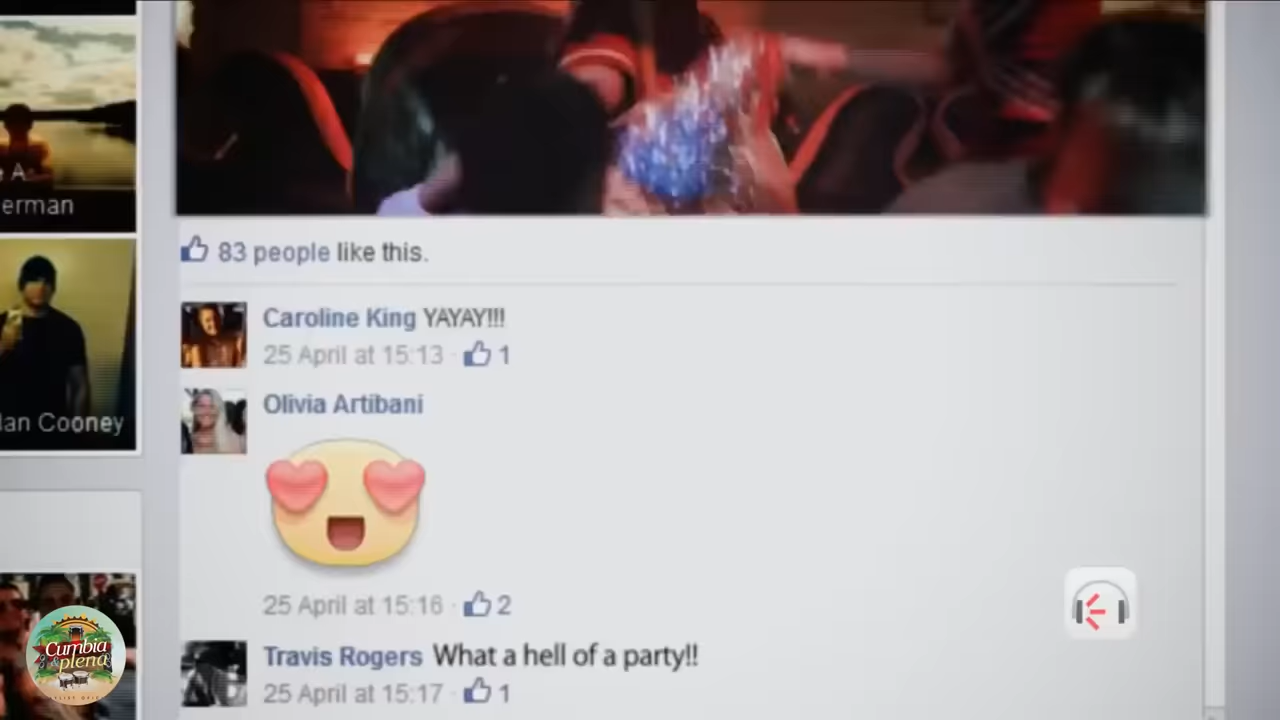 e A.
erman
lan Cooney
83 people like this.
Caroline King YAYAY!!!
25 April at 15:13 · 1
Olivia Artibani
25 April at 15:16 · 2
Travis Rogers What a hell of a party!!
25 April at 15:17 · 1
Cumbia
& plena